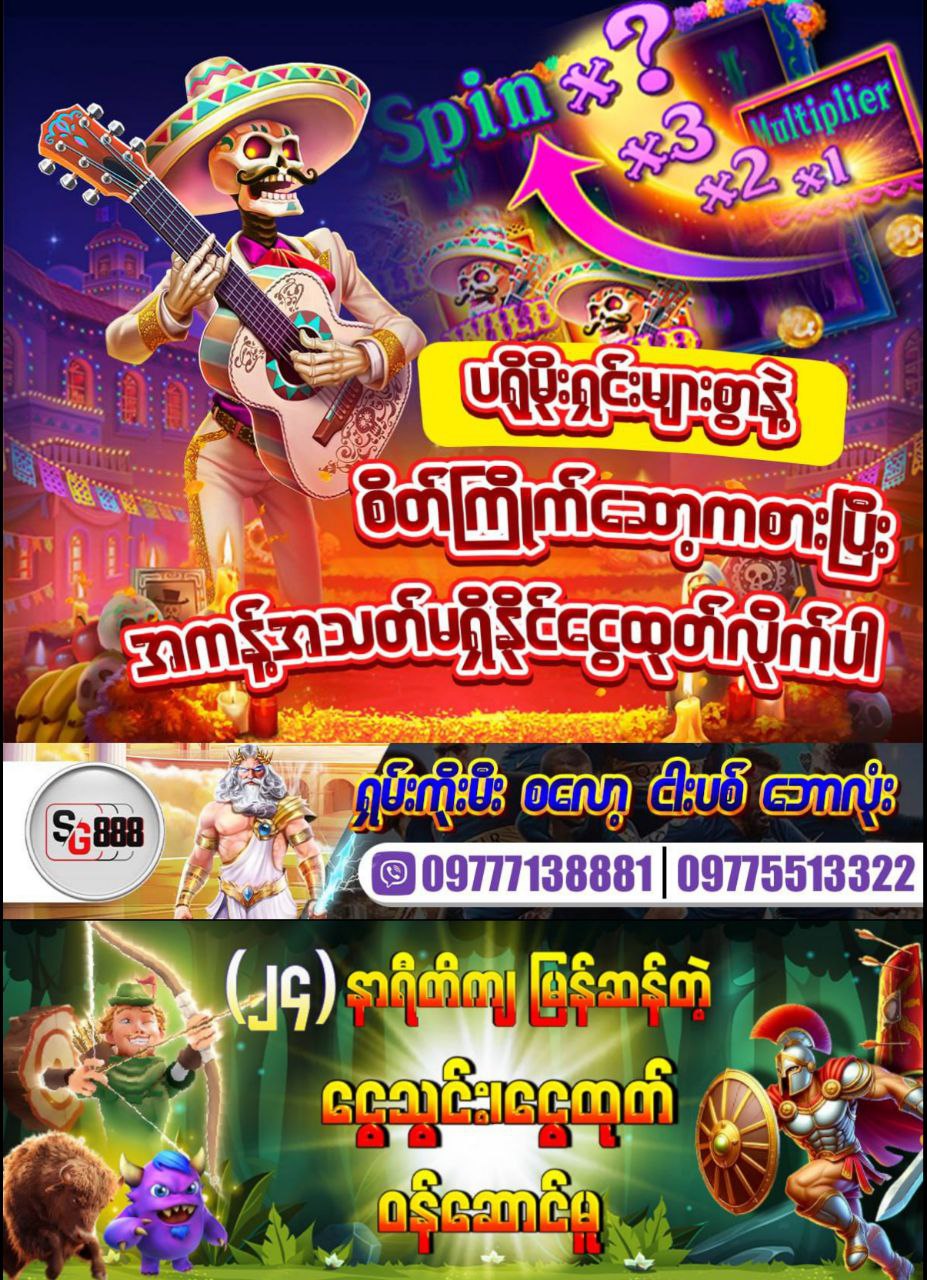 Spin x?
x3
x2
x1
Multiplier
ပရိုမိုးရှင်းများစွာနဲ့
စိတ်ကြိုက်ဆော့ကစားပြီး
အကန့်အသတ်မရှိနိုင်ငွေထုတ်လိုက်ပါ
SG888
ရှမ်းကိုးမီး စလော့ ငါးပစ် ဘောလုံး
09777138881 | 09775513322
(၂၄) နာရီတိကျ မြန်ဆန်တဲ့
ငွေသွင်း၊ငွေထုတ်
ဝန်ဆောင်မှု